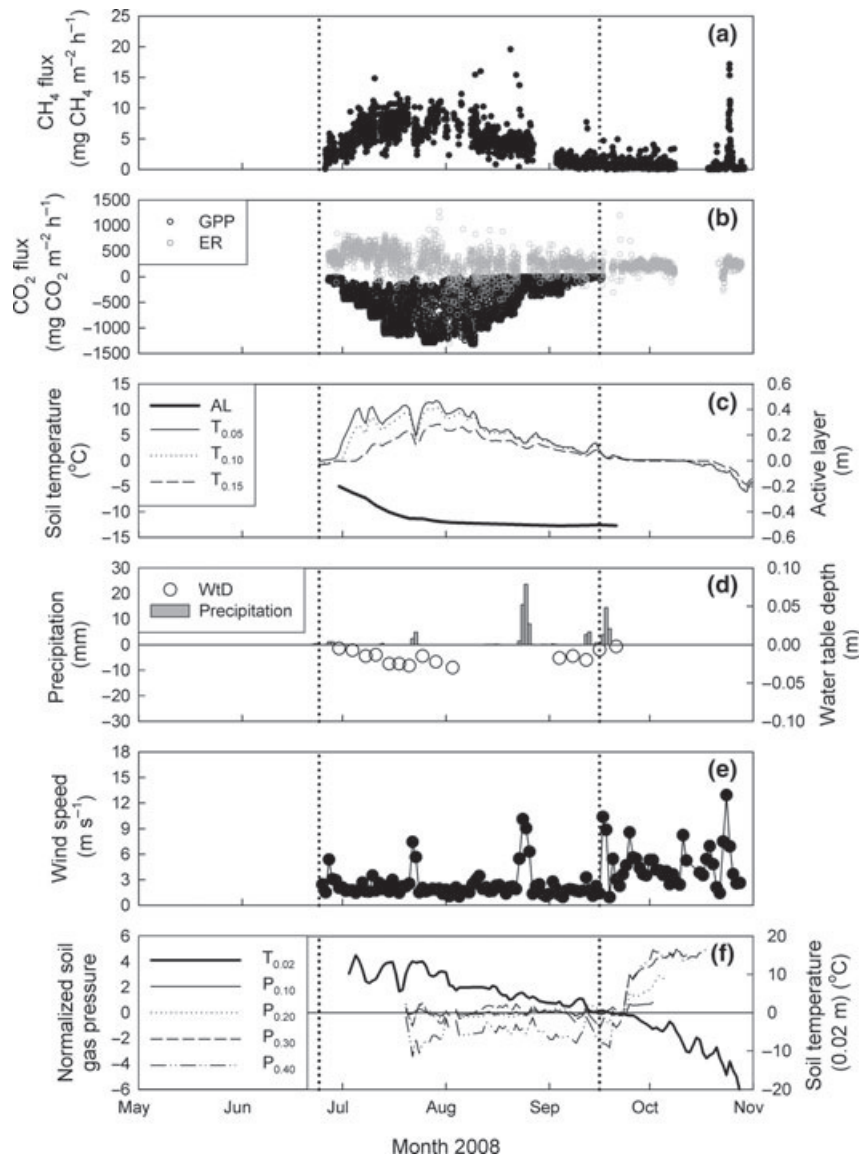 (a)
CH4 flux
(mg CH4 m−2 h−1)
25
20
15
10
5
0
(b)
GPP
ER
CO2 flux
(mg CO2 m−2 h−1)
1500
1000
500
0
−500
−1000
−1500
(c)
AL
T0.05
T0.10
T0.15
Soil temperature
(oC)
15
10
5
0
−5
−10
−15
0.6
0.4
0.2
0.0
−0.2
−0.4
−0.6
Active layer
(m)
(d)
WtD
Precipitation
Precipitation
(mm)
30
20
10
0
−10
−20
−30
0.10
0.05
0.00
−0.05
−0.10
Water table depth
(m)
(e)
Wind speed
(m s−1)
18
15
12
9
6
3
0
(f)
T0.02
P0.10
P0.20
P0.30
P0.40
Normalized soil
gas pressure
6
4
2
0
−2
−4
−6
20
10
0
−10
−20
Soil temperature
(0.02 m) (oC)
May Jun Jul Aug Sep Oct Nov
Month 2008